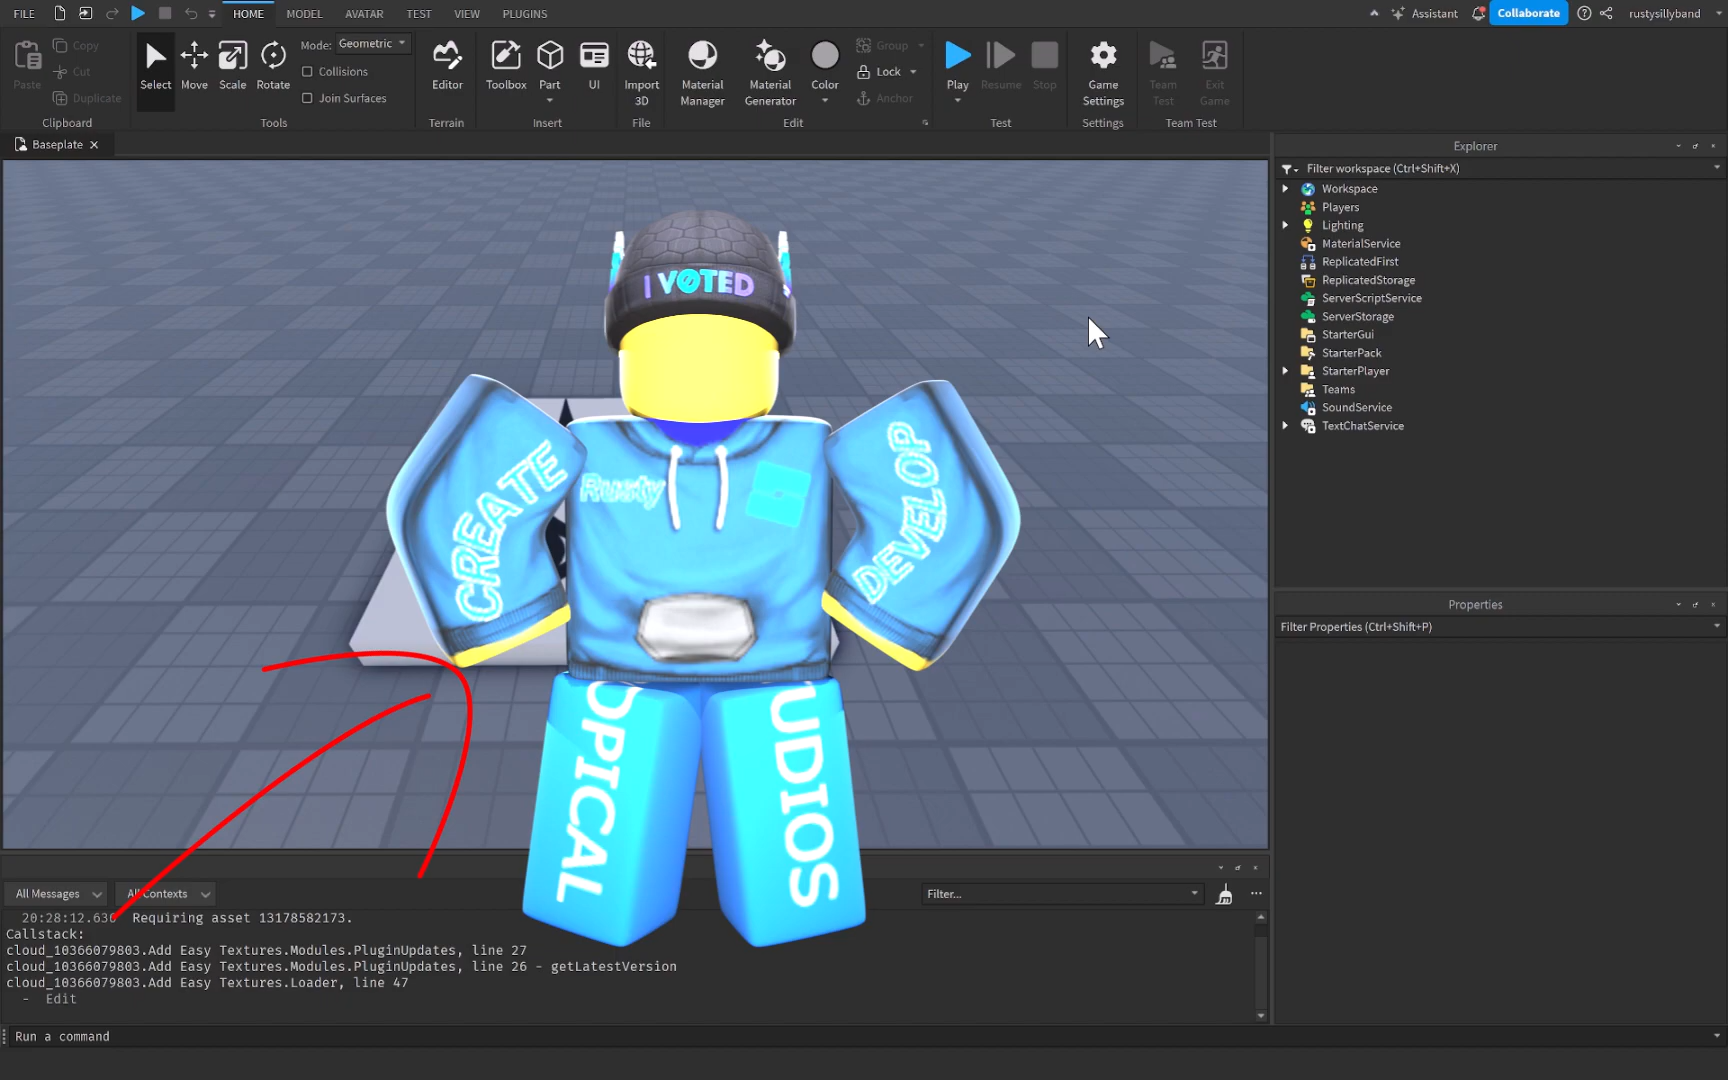 FILE HOME MODEL AVATAR TEST VIEW PLUGINS Assistant Collaborate rustysillyband
Paste Copy Cut Duplicate Clipboard
Select Move Scale Rotate Mode: Geometric Collisions Join Surfaces Tools
Editor Terrain
Toolbox Part UI Insert
Import 3D File
Material Manager Material Generator Color Group Lock Anchor Edit
Play Resume Stop Test
Game Settings Settings
Team Test Exit Game Team Test
Baseplate
I VOTED
CREATE
Rusty
DEVELOP
OPICAL
UDIOS
Explorer
Filter workspace (Ctrl+Shift+X)
Workspace
Players
Lighting
MaterialService
ReplicatedFirst
ReplicatedStorage
ServerScriptService
ServerStorage
StarterGui
StarterPack
StarterPlayer
Teams
SoundService
TextChatService
Properties
Filter Properties (Ctrl+Shift+P)
All Messages All Contexts Filter...
20:28:12.630 Requiring asset 13178582173.
Callstack:
cloud_10366079803.Add Easy Textures.Modules.PluginUpdates, line 27
cloud_10366079803.Add Easy Textures.Modules.PluginUpdates, line 26 - getLatestVersion
cloud_10366079803.Add Easy Textures.Loader, line 47
- Edit
Run a command